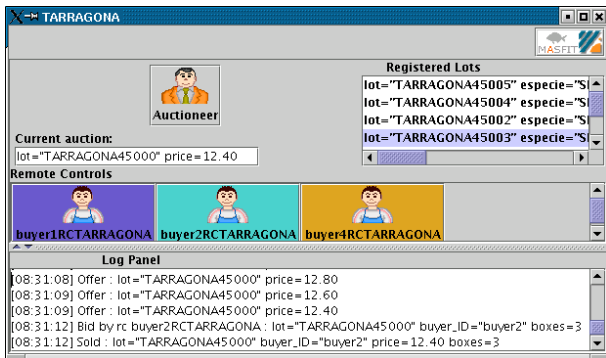 TARRAGONA
MASFIT
Registered Lots
lot="TARRAGONA45005" especie="S
lot="TARRAGONA45004" especie="S
lot="TARRAGONA45002" especie="S
lot="TARRAGONA45003" especie="S
Auctioneer
Current auction:
lot="TARRAGONA45000" price=12.40
Remote Controls
buyer1RCTARRAGONA
buyer2RCTARRAGONA
buyer4RCTARRAGONA
Log Panel
[08:31:08] Offer : lot="TARRAGONA45000" price=12.80
[08:31:09] Offer : lot="TARRAGONA45000" price=12.60
[08:31:09] Offer : lot="TARRAGONA45000" price=12.40
[08:31:12] Bid by rc buyer2RCTARRAGONA : lot="TARRAGONA45000" buyer_ID="buyer2" boxes=3
[08:31:12] Sold : lot="TARRAGONA45000" buyer_ID="buyer2" price=12.40 boxes=3